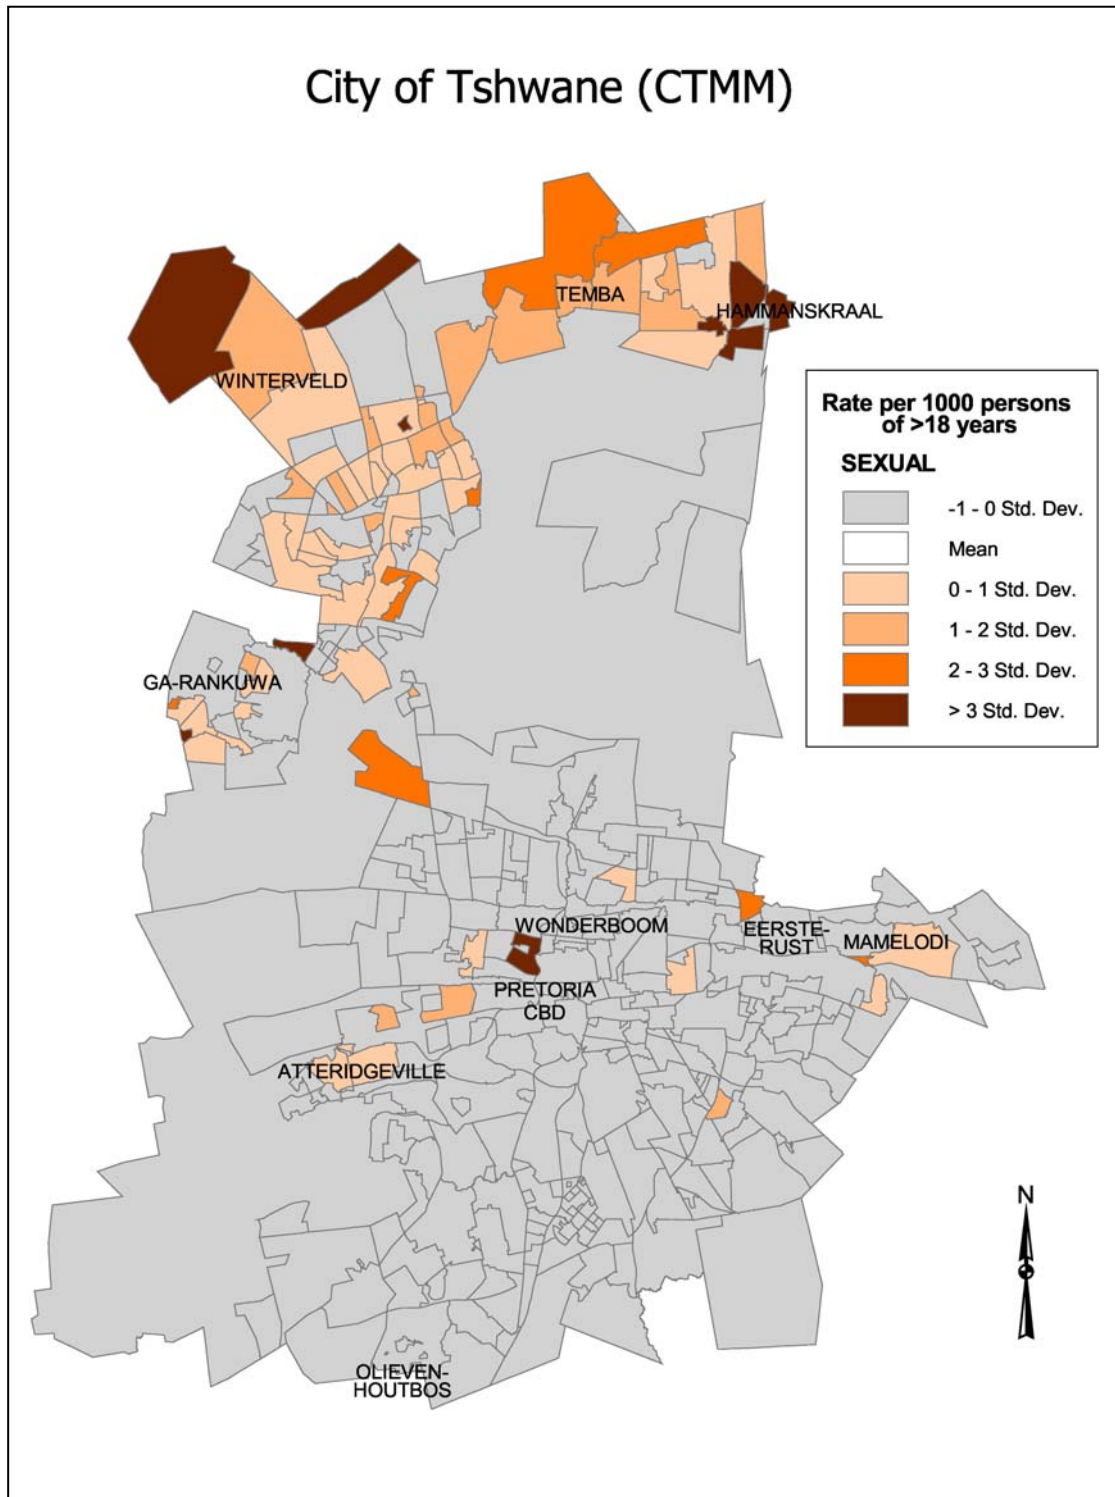 City of Tshwane (CTMM)
TEMBA
HAMMANSKRAAL
WINTERVELD
Rate per 1000 persons
of >18 years
SEXUAL
-1 - 0 Std. Dev.
Mean
0 - 1 Std. Dev.
1 - 2 Std. Dev.
2 - 3 Std. Dev.
> 3 Std. Dev.
GA-RANKUWA
WONDERBOOM
EERSTE-
RUST
MAMELODI
PRETORIA
CBD
ATTERIDGEVILLE
N
OLIEVEN-
HOUTBOS